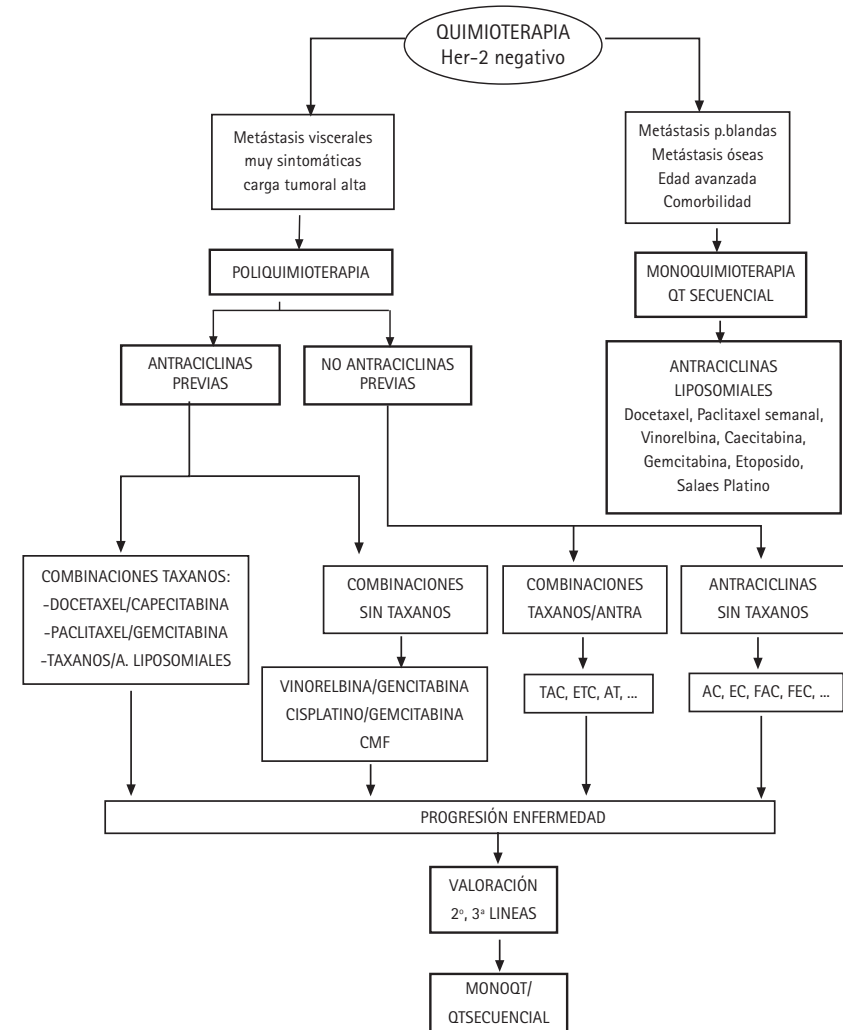 QUIMIOTERAPIA
Her-2 negativo
Metástasis viscerales
muy sintomáticas
carga tumoral alta
Metástasis p.blandas
Metástasis óseas
Edad avanzada
Comorbilidad
POLIQUIMIOTERAPIA
MONOQUIMIOTERAPIA
QT SECUENCIAL
ANTRACICLINAS
PREVIAS
NO ANTRACICLINAS
PREVIAS
ANTRACICLINAS
LIPOSOMIALES
Docetaxel, Paclitaxel semanal,
Vinorelbina, Caecitabina,
Gemcitabina, Etoposido,
Salaes Platino
COMBINACIONES TAXANOS:
-DOCETAXEL/CAPECITABINA
-PACLITAXEL/GEMCITABINA
-TAXANOS/A. LIPOSOMIALES
COMBINACIONES
SIN TAXANOS
COMBINACIONES
TAXANOS/ANTRA
ANTRACICLINAS
SIN TAXANOS
VINORELBINA/GENCITABINA
CISPLATINO/GEMCITABINA
CMF
TAC, ETC, AT, ...
AC, EC, FAC, FEC, ...
PROGRESIÓN ENFERMEDAD
VALORACIÓN
2º, 3ª LINEAS
MONOQT/
QTSECUENCIAL